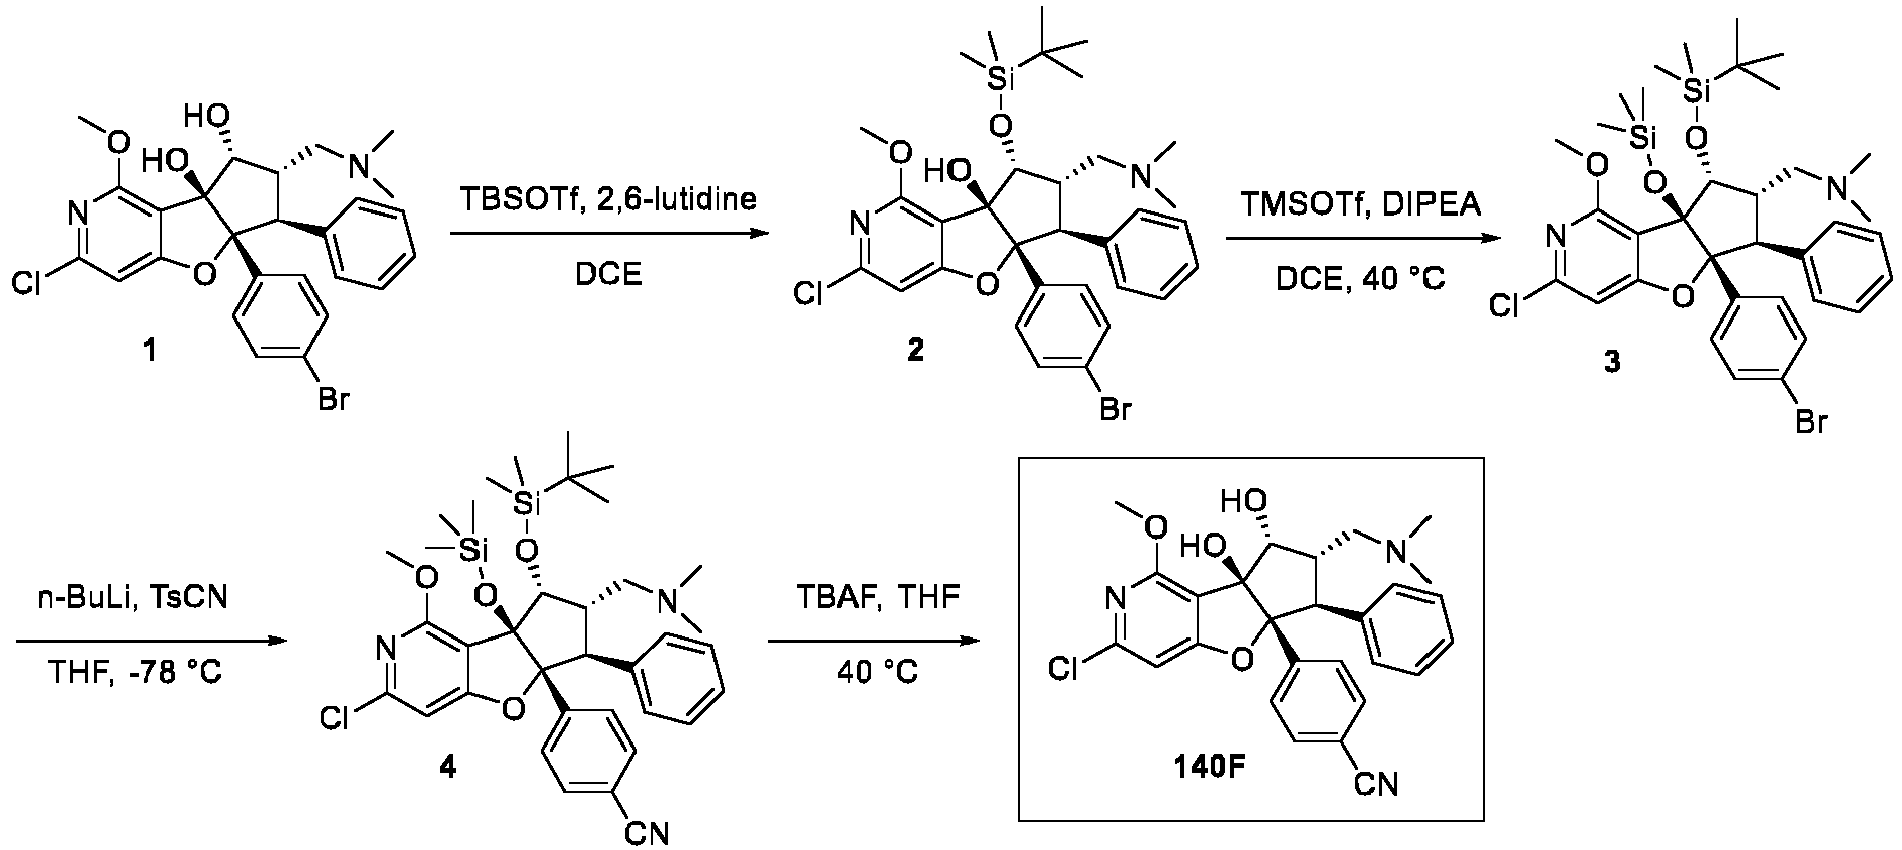 HO
O
HO
N
N
Cl
O
Br
1
TBSOTf, 2,6-lutidine
DCE
Si
O
O
HO
N
N
Cl
O
Br
2
TMSOTf, DIPEA
DCE, 40 °C
Si
Si
O
O
O
N
N
Cl
O
Br
3
n-BuLi, TsCN
THF, -78 °C
Si
Si
O
O
O
N
N
Cl
O
CN
4
TBAF, THF
40 °C
HO
O
HO
N
N
Cl
O
CN
140F